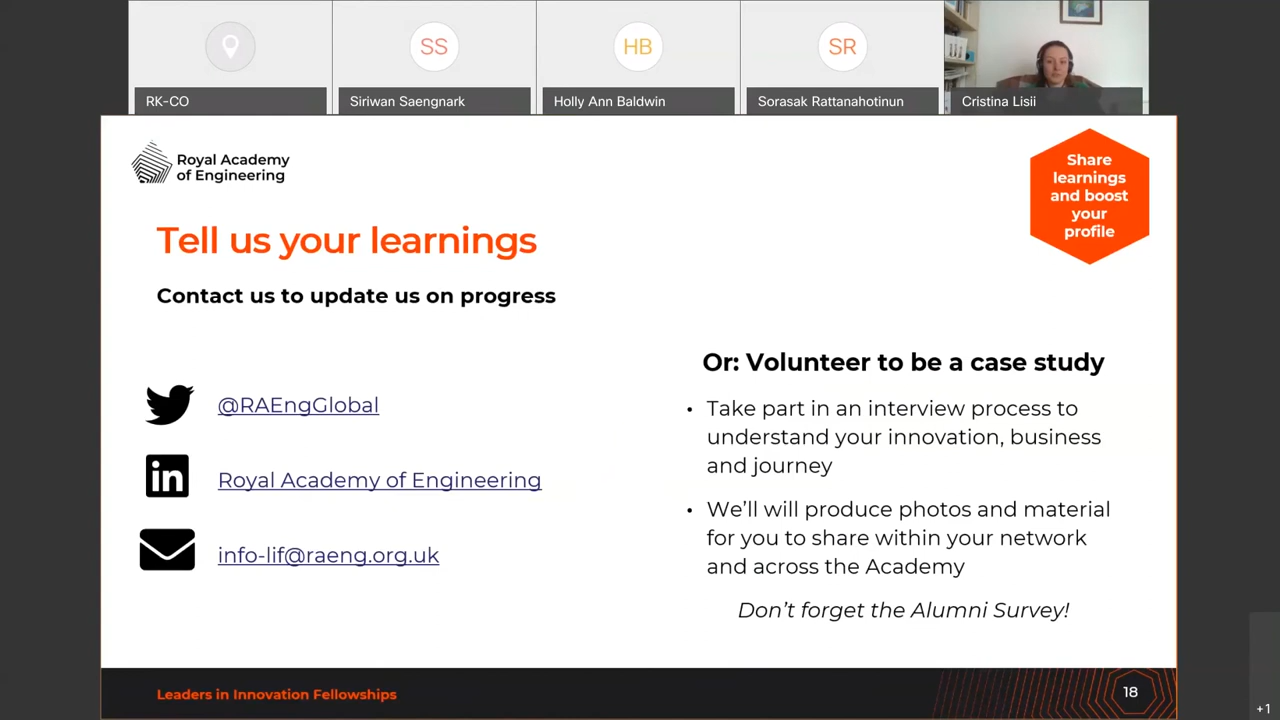 SS
HB
SR
RK-CO
Siriwan Saengnark
Holly Ann Baldwin
Sorasak Rattanahotinun
Cristina Lisii
Royal Academy
of Engineering
Share
learnings
and boost
your
profile
Tell us your learnings
Contact us to update us on progress
@RAEngGlobal
in
Royal Academy of Engineering
info-lif@raeng.org.uk
Or: Volunteer to be a case study
• Take part in an interview process to
understand your innovation, business
and journey
• We'll will produce photos and material
for you to share within your network
and across the Academy
Don't forget the Alumni Survey!
Leaders in Innovation Fellowships
18
+1